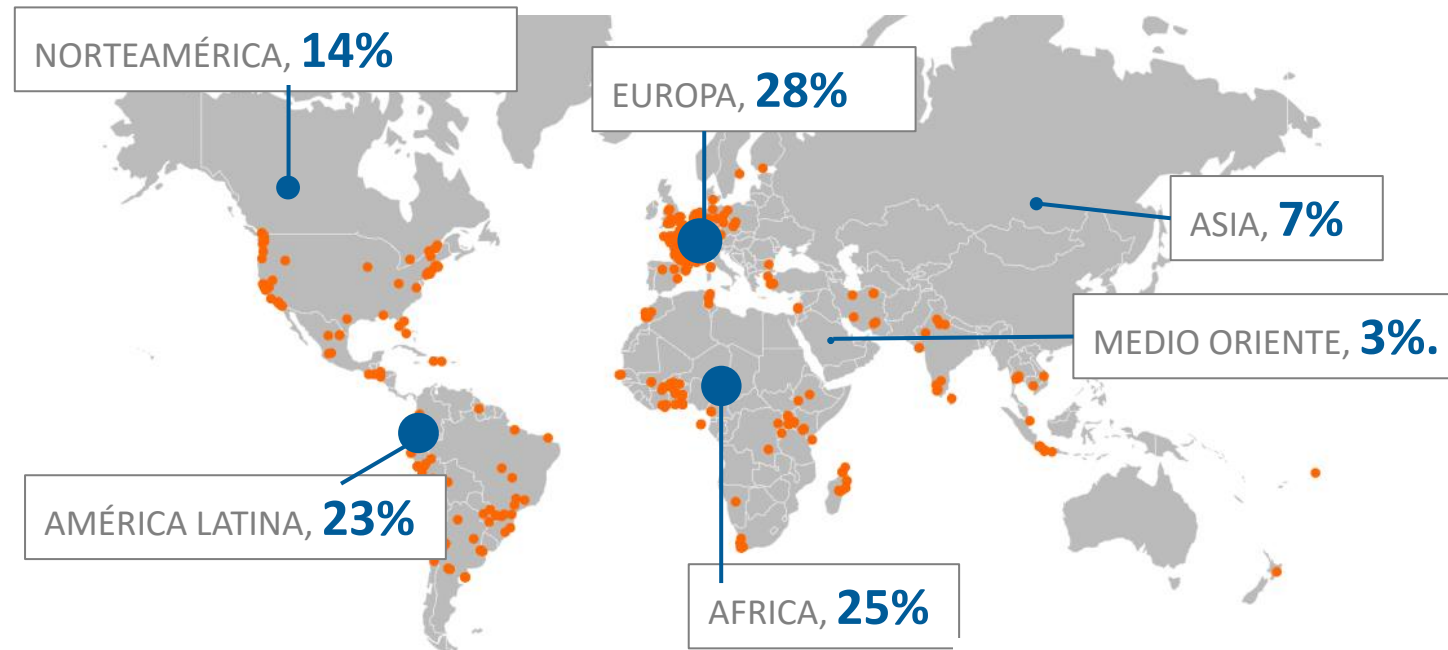 NORTEAMÉRICA, 14%
EUROPA, 28%
ASIA, 7%
MEDIO ORIENTE, 3%.
AMÉRICA LATINA, 23%
AFRICA, 25%